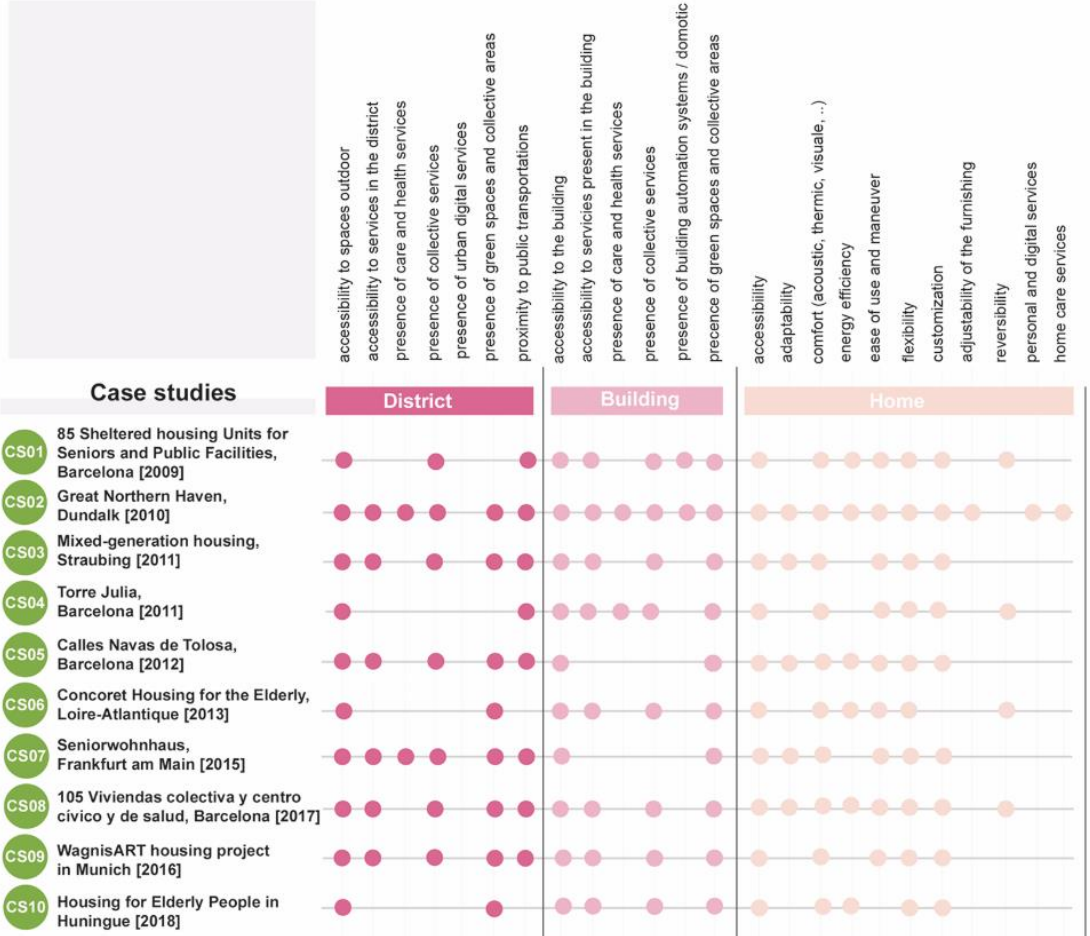 accessibility to spaces outdoor
accessibility to services in the district
presence of care and health services
presence of collective services
presence of urban digital services
presence of green spaces and collective areas
proximity to public transportations
accessibility to the building
accessibility to servicies present in the building
presence of care and health services
presence of collective services
presence of building automation systems / domotic
precence of green spaces and collective areas
accessibiility
adaptability
comfort (acoustic, thermic, visuale, ..)
energy efficiency
ease of use and maneuver
flexibility
customization
adjustability of the furnishing
reversibility
personal and digital services
home care services
Case studies
District
Building
Home
CS01
85 Sheltered housing Units for
Seniors and Public Facilities,
Barcelona [2009]
CS02
Great Northern Haven,
Dundalk [2010]
CS03
Mixed-generation housing,
Straubing [2011]
CS04
Torre Julia,
Barcelona [2011]
CS05
Calles Navas de Tolosa,
Barcelona [2012]
CS06
Concoret Housing for the Elderly,
Loire-Atlantique [2013]
CS07
Seniorwohnhaus,
Frankfurt am Main [2015]
CS08
105 Viviendas colectiva y centro
cívico y de salud, Barcelona [2017]
CS09
WagnisART housing project
in Munich [2016]
CS10
Housing for Elderly People in
Huningue [2018]